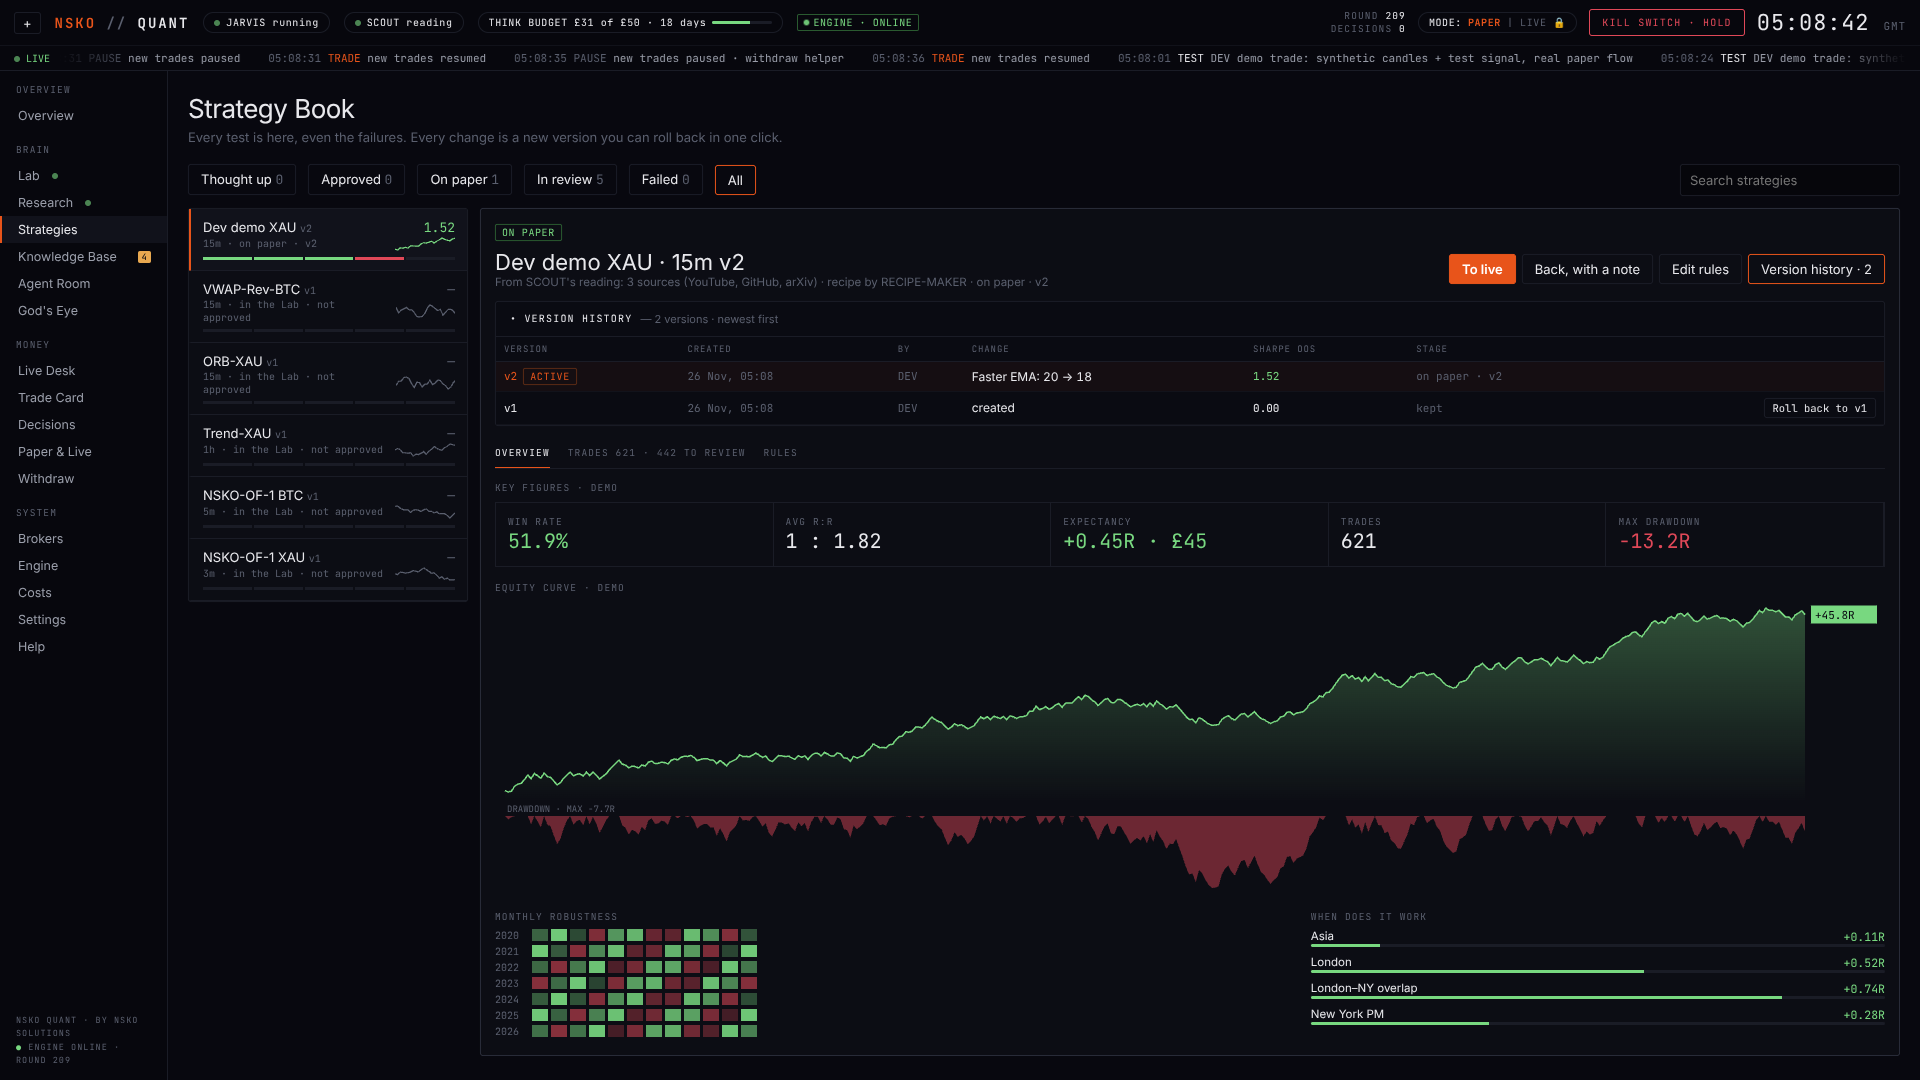 + NSKO // QUANT
JARVIS running
SCOUT reading
THINK BUDGET £31 of £50 · 18 days
ENGINE · ONLINE
ROUND 209
DECISIONS 0
MODE: PAPER | LIVE
KILL SWITCH · HOLD
05:08:42 GMT
LIVE
PAUSE new trades paused
05:08:31 TRADE new trades resumed
05:08:35 PAUSE new trades paused · withdraw helper
05:08:36 TRADE new trades resumed
05:08:01 TEST DEV demo trade: synthetic candles + test signal, real paper flow
05:08:24 TEST DEV demo trade:
OVERVIEW
Overview
BRAIN
Lab
Research
Strategies
Knowledge Base 4
Agent Room
God's Eye
MONEY
Live Desk
Trade Card
Decisions
Paper & Live
Withdraw
SYSTEM
Brokers
Engine
Costs
Settings
Help
NSKO QUANT · BY NSKO
SOLUTIONS
ENGINE ONLINE ·
ROUND 209
Strategy Book
Every test is here, even the failures. Every change is a new version you can roll back in one click.
Thought up 0
Approved 0
On paper 1
In review 5
Failed 0
All
Search strategies
Dev demo XAU v2 1.52
15m · on paper · v2
VWAP-Rev-BTC v1 —
15m · in the Lab · not
approved
ORB-XAU v1 —
15m · in the Lab · not
approved
Trend-XAU v1 —
1h · in the Lab · not approved
NSKO-OF-1 BTC v1 —
5m · in the Lab · not approved
NSKO-OF-1 XAU v1 —
3m · in the Lab · not approved
ON PAPER
Dev demo XAU · 15m v2
From SCOUT's reading: 3 sources (YouTube, GitHub, arXiv) · recipe by RECIPE-MAKER · on paper · v2
To live
Back, with a note
Edit rules
Version history · 2
• VERSION HISTORY — 2 versions · newest first
VERSION CREATED BY CHANGE SHARPE OOS STAGE
v2 ACTIVE 26 Nov, 05:08 DEV Faster EMA: 20 → 18 1.52 on paper · v2
v1 26 Nov, 05:08 DEV created 0.00 kept Roll back to v1
OVERVIEW TRADES 621 · 442 TO REVIEW RULES
KEY FIGURES · DEMO
WIN RATE
51.9%
AVG R:R
1 : 1.82
EXPECTANCY
+0.45R · £45
TRADES
621
MAX DRAWDOWN
-13.2R
EQUITY CURVE · DEMO
+45.8R
DRAWDOWN · MAX -7.7R
MONTHLY ROBUSTNESS
2020
2021
2022
2023
2024
2025
2026
WHEN DOES IT WORK
Asia +0.11R
London +0.52R
London–NY overlap +0.74R
New York PM +0.28R